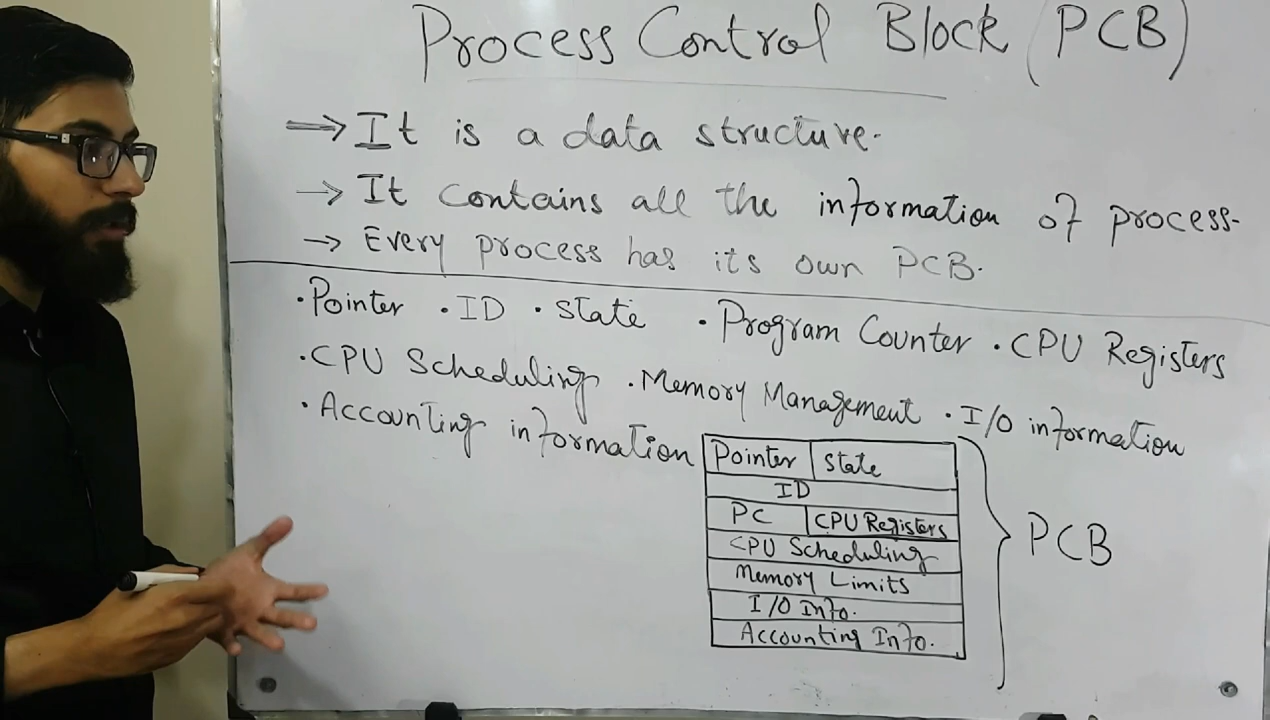 Process Control Block (PCB)
⇒ It is a data structure.
→ It contains all the information of process.
→ Every process has its own PCB.
· Pointer · ID · State · Program Counter · CPU Registers
· CPU Scheduling · Memory Management · I/O information
· Accounting information
Pointer State
ID
PC CPU Registers
CPU Scheduling
Memory Limits
I/O Info.
Accounting Info.
PCB